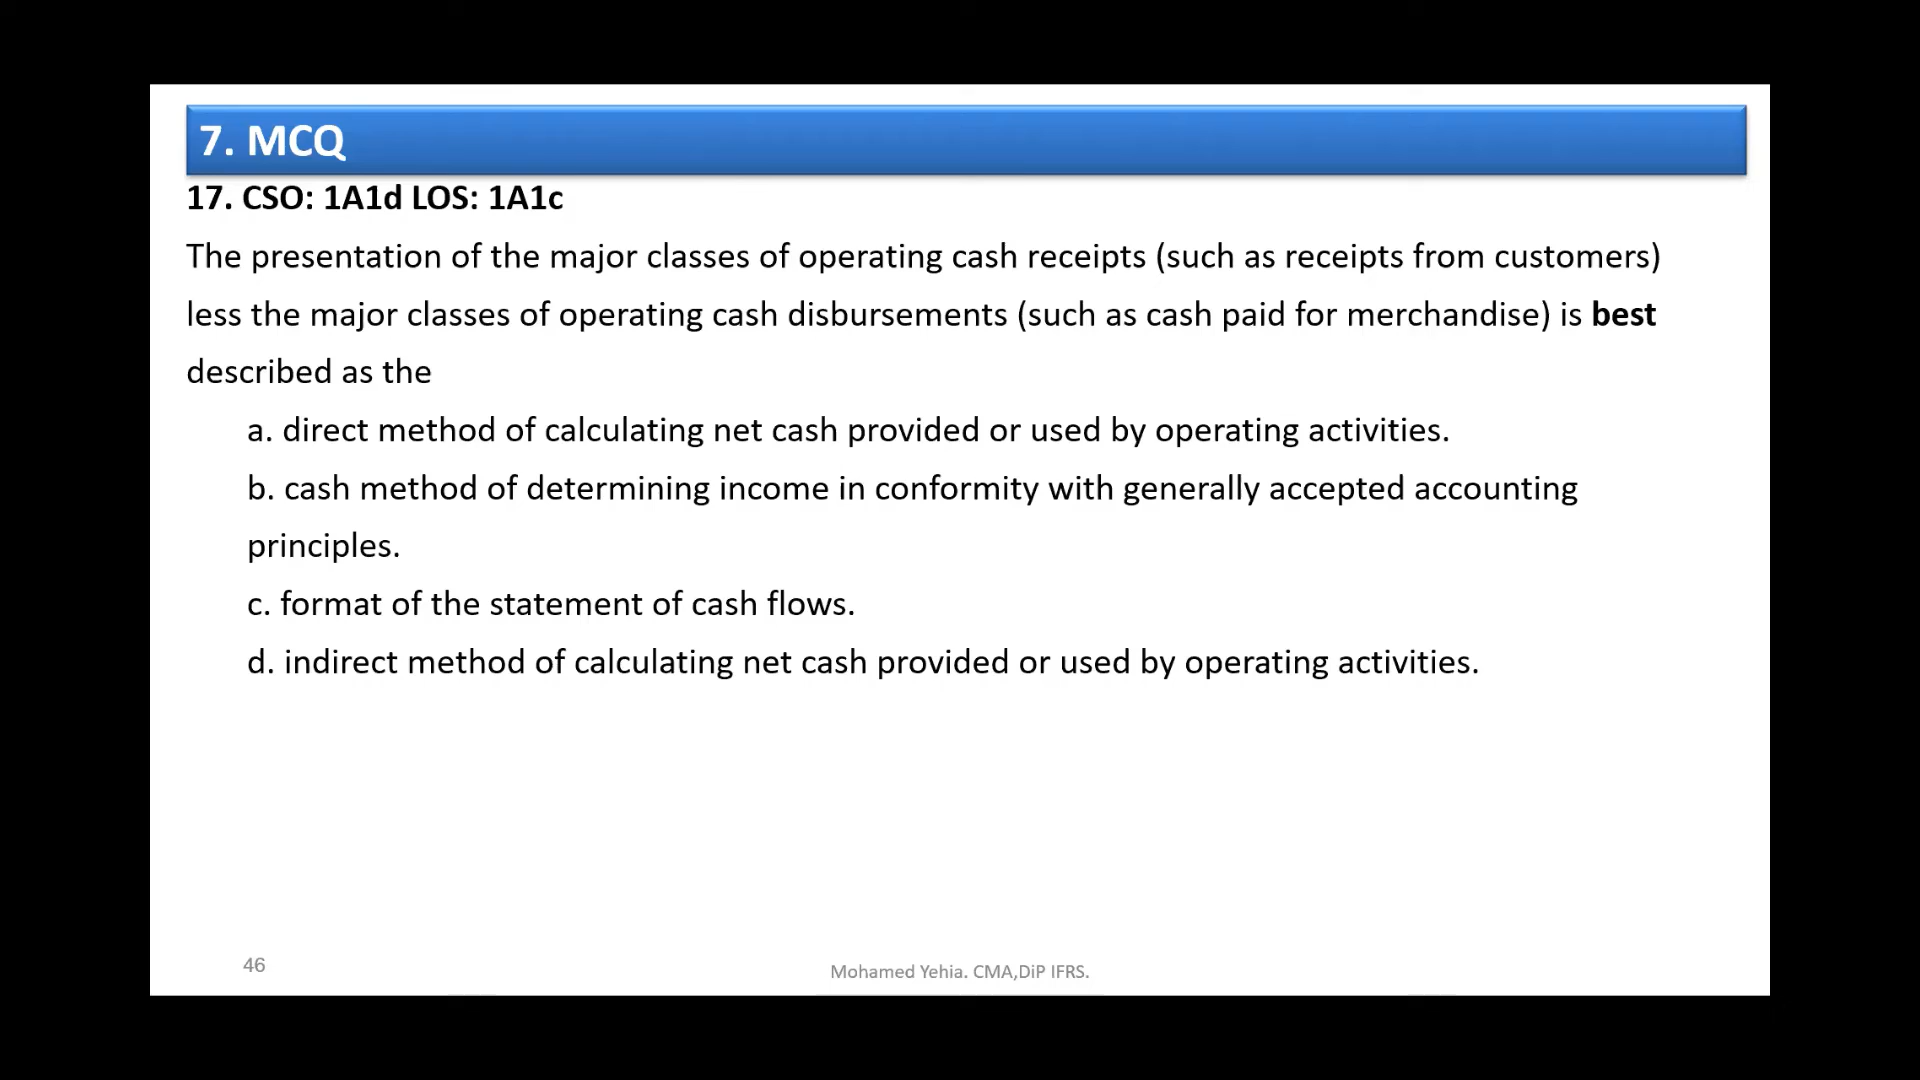 7. MCQ
17. CSO: 1A1d LOS: 1A1c
The presentation of the major classes of operating cash receipts (such as receipts from customers)
less the major classes of operating cash disbursements (such as cash paid for merchandise) is best
described as the
a. direct method of calculating net cash provided or used by operating activities.
b. cash method of determining income in conformity with generally accepted accounting
principles.
c. format of the statement of cash flows.
d. indirect method of calculating net cash provided or used by operating activities.
46
Mohamed Yehia. CMA,DiP IFRS.